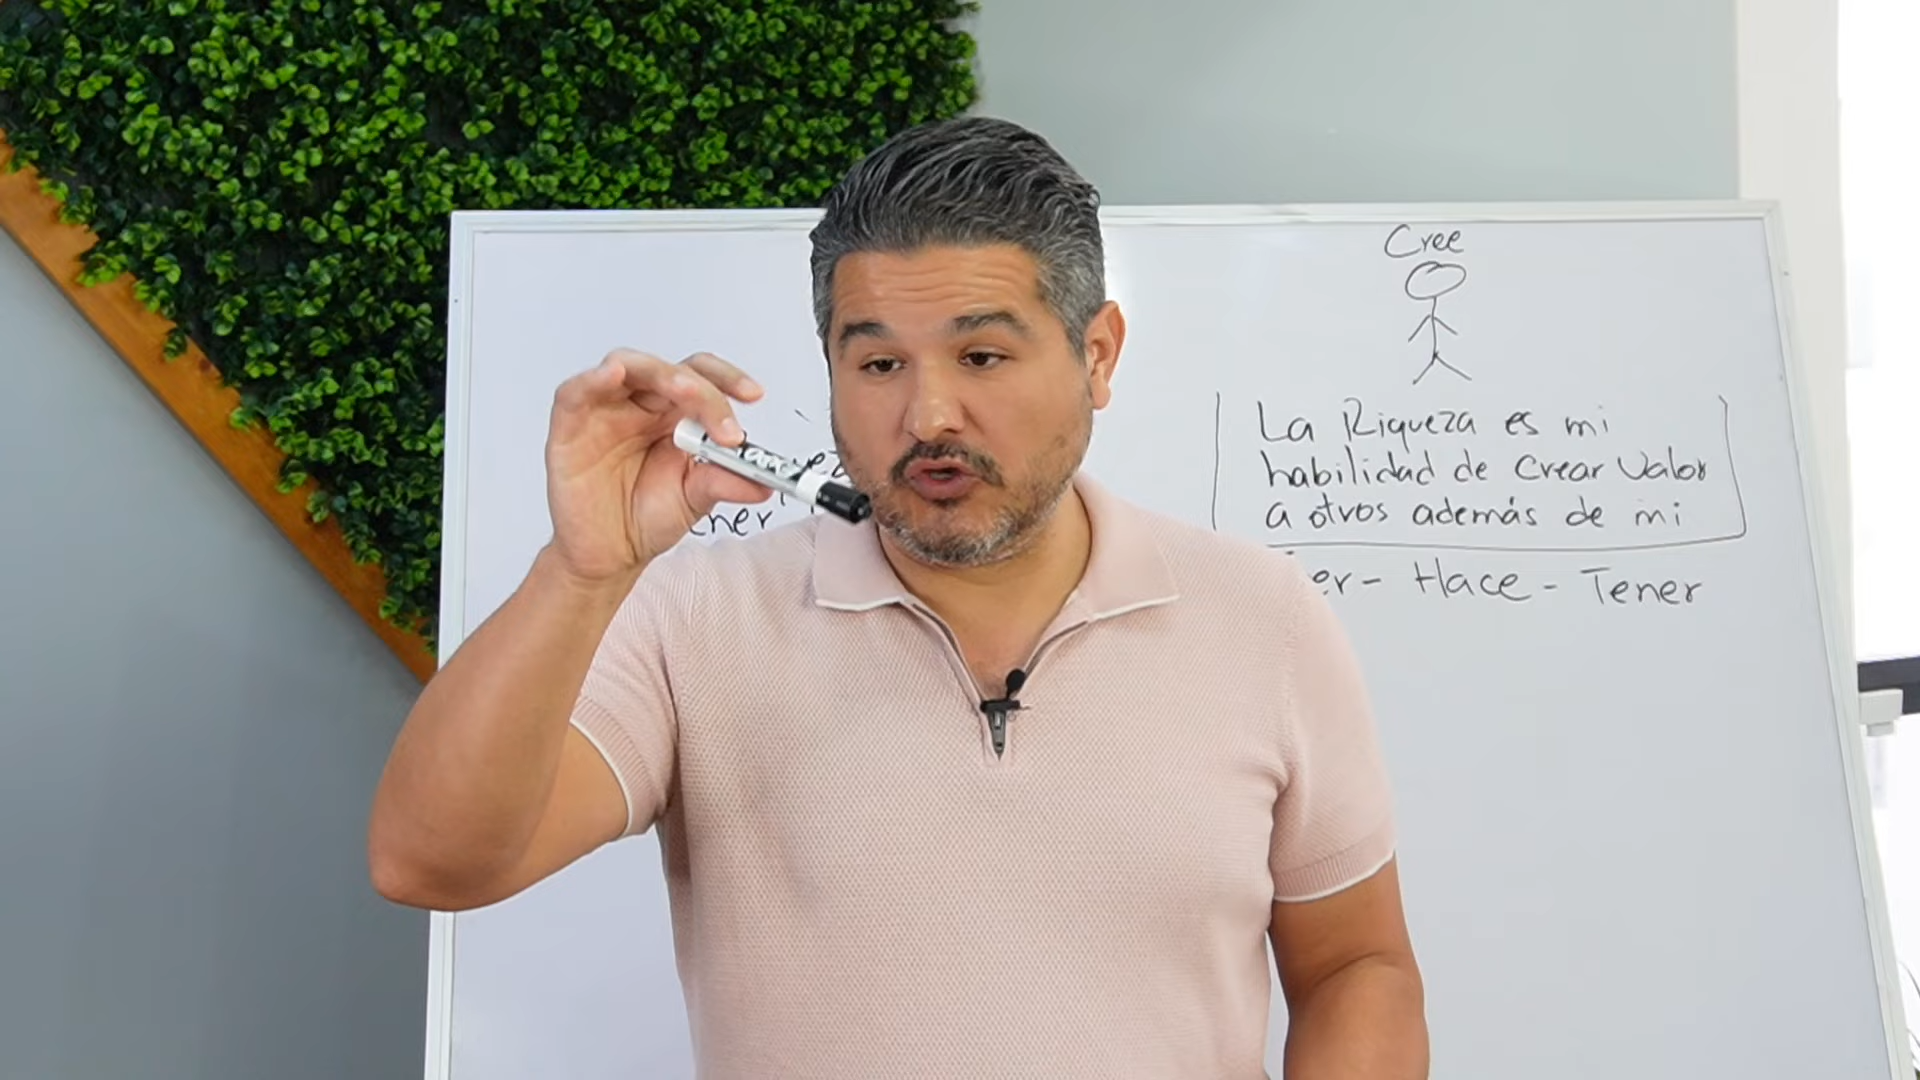 Cree
La Riqueza es mi
habilidad de Crear Valor
a otros además de mi
Hace - Tener